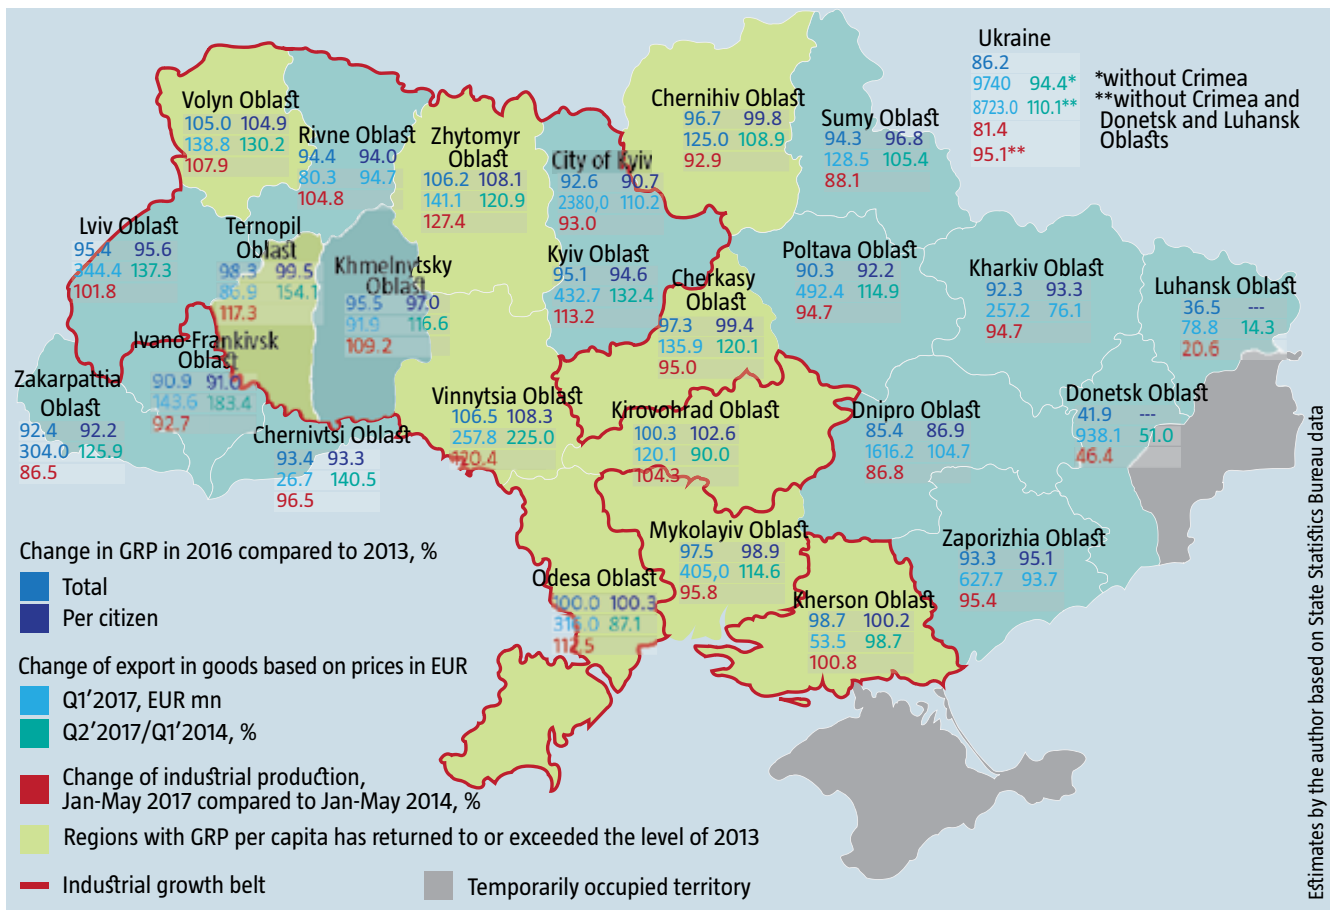 Ukraine
86.2
9740 94.4*
8723.0 110.1**
81.4
95.1**
*without Crimea
**without Crimea and
Donetsk and Luhansk
Oblasts
Volyn Oblast
105.0 104.9
138.8 130.2
107.9
Rivne Oblast
94.4 94.0
80.3 94.7
104.8
Zhytomyr
Oblast
106.2 108.1
141.1 120.9
127.4
City of Kyiv
92.6 90.7
2380,0 110.2
93.0
Chernihiv Oblast
96.7 99.8
125.0 108.9
92.9
Sumy Oblast
94.3 96.8
128.5 105.4
88.1
Lviv Oblast
95.4 95.6
344.4 137.3
101.8
Ternopil
Oblast
98.3 99.5
86.9 154.1
117.3
Khmelnytsky
Oblast
95.5 97.0
91.9 116.6
109.2
Kyiv Oblast
95.1 94.6
432.7 132.4
113.2
Cherkasy
Oblast
97.3 99.4
135.9 120.1
95.0
Poltava Oblast
90.3 92.2
492.4 114.9
94.7
Kharkiv Oblast
92.3 93.3
257.2 76.1
94.7
Luhansk Oblast
36.5 ---
78.8 14.3
20.6
Zakarpattia
Oblast
92.4 92.2
304.0 125.9
86.5
Ivano-Frankivsk
Oblast
90.9 91.0
143.6 183.4
92.7
Chernivtsi Oblast
93.4 93.3
26.7 140.5
96.5
Vinnytsia Oblast
106.5 108.3
257.8 225.0
120.4
Kirovohrad Oblast
100.3 102.6
120.1 90.0
104.3
Dnipro Oblast
85.4 86.9
1616.2 104.7
86.8
Donetsk Oblast
41.9 ---
938.1 51.0
46.4
Odesa Oblast
100.0 100.3
316.0 87.1
112.5
Mykolayiv Oblast
97.5 98.9
405,0 114.6
95.8
Kherson Oblast
98.7 100.2
53.5 98.7
100.8
Zaporizhia Oblast
93.3 95.1
627.7 93.7
95.4
Change in GRP in 2016 compared to 2013, %
Total
Per citizen
Change of export in goods based on prices in EUR
Q1’2017, EUR mn
Q2’2017/Q1’2014, %
Change of industrial production,
Jan-May 2017 compared to Jan-May 2014, %
Regions with GRP per capita has returned to or exceeded the level of 2013
Industrial growth belt
Temporarily occupied territory
Estimates by the author based on State Statistics Bureau data